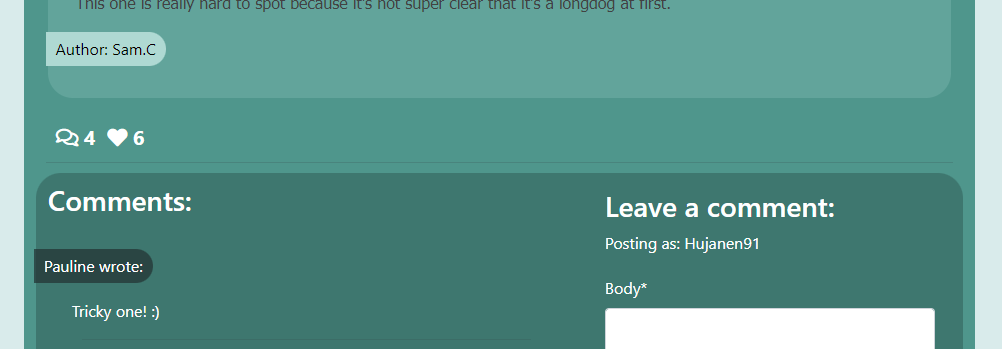 This one is really hard to spot because it's not super clear that it's a longdog at first.
Author: Sam.C
4 6
Comments:
Pauline wrote:
Tricky one! :)
Leave a comment:
Posting as: Hujanen91
Body*